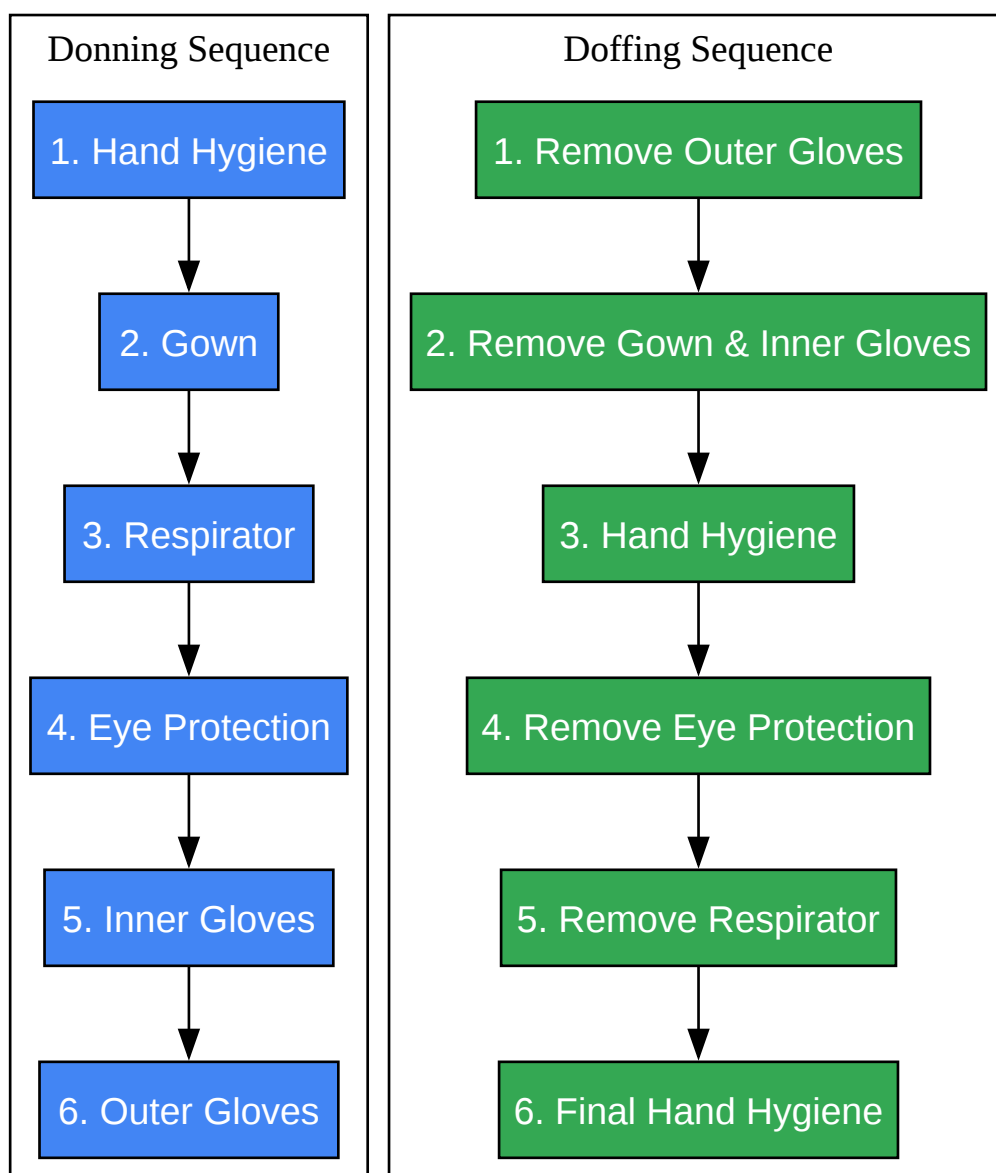 Donning Sequence
1. Hand Hygiene
2. Gown
3. Respirator
4. Eye Protection
5. Inner Gloves
6. Outer Gloves
Doffing Sequence
1. Remove Outer Gloves
2. Remove Gown & Inner Gloves
3. Hand Hygiene
4. Remove Eye Protection
5. Remove Respirator
6. Final Hand Hygiene